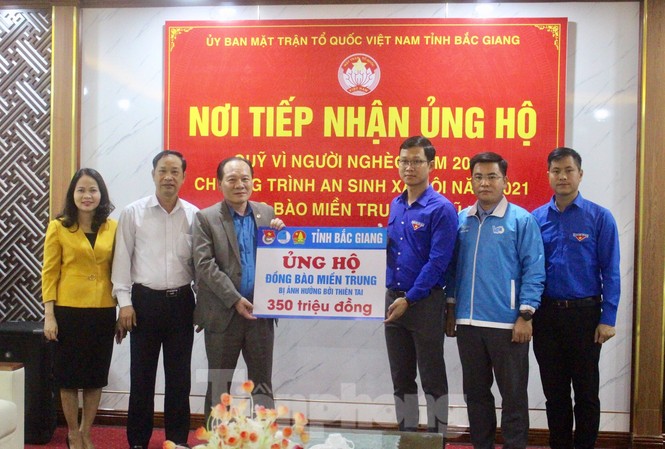 ỦY BAN MẶT TRẬN TỔ QUỐC VIỆT NAM TỈNH BẮC GIANG
NƠI TIẾP NHẬN ỦNG HỘ
QUỸ VÌ NGƯỜI NGHÈO NĂM 20
CHƯƠNG TRÌNH AN SINH XÃ HỘI NĂM 2021
BÀO MIỀN TRUNG
TỈNH BẮC GIANG
ỦNG HỘ
ĐỒNG BÀO MIỀN TRUNG
BỊ ẢNH HƯỞNG BỞI THIÊN TAI
350 triệu đồng
Tienphong